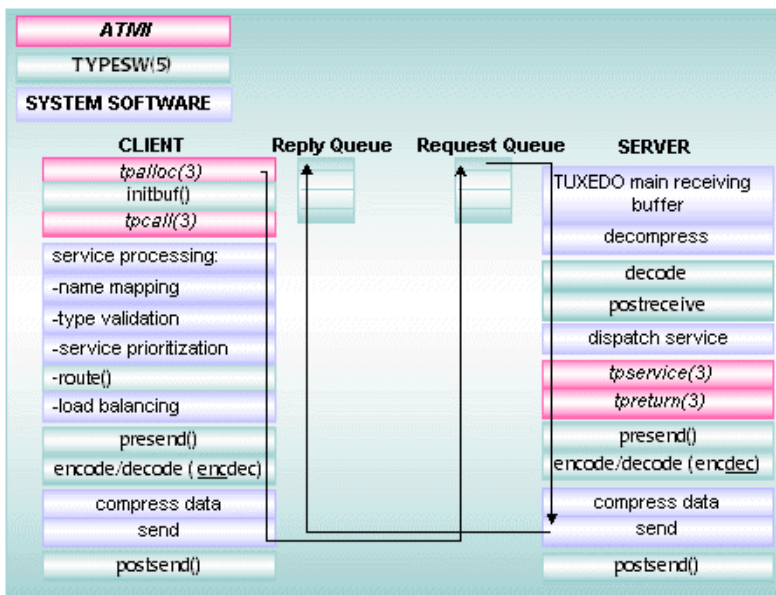 ATMI
TYPESW(5)
SYSTEM SOFTWARE
CLIENT
Reply Queue
Request Queue
SERVER
tpalloc(3)
initbuf()
tpcall(3)
service processing:
-name mapping
-type validation
-service prioritization
-route()
-load balancing
presend()
encode/decode ( encdec)
compress data
send
postsend()
TUXEDO main receiving
buffer
decompress
decode
postreceive
dispatch service
tpservice(3)
tpreturn(3)
presend()
encode/decode (encdec)
compress data
send
postsend()